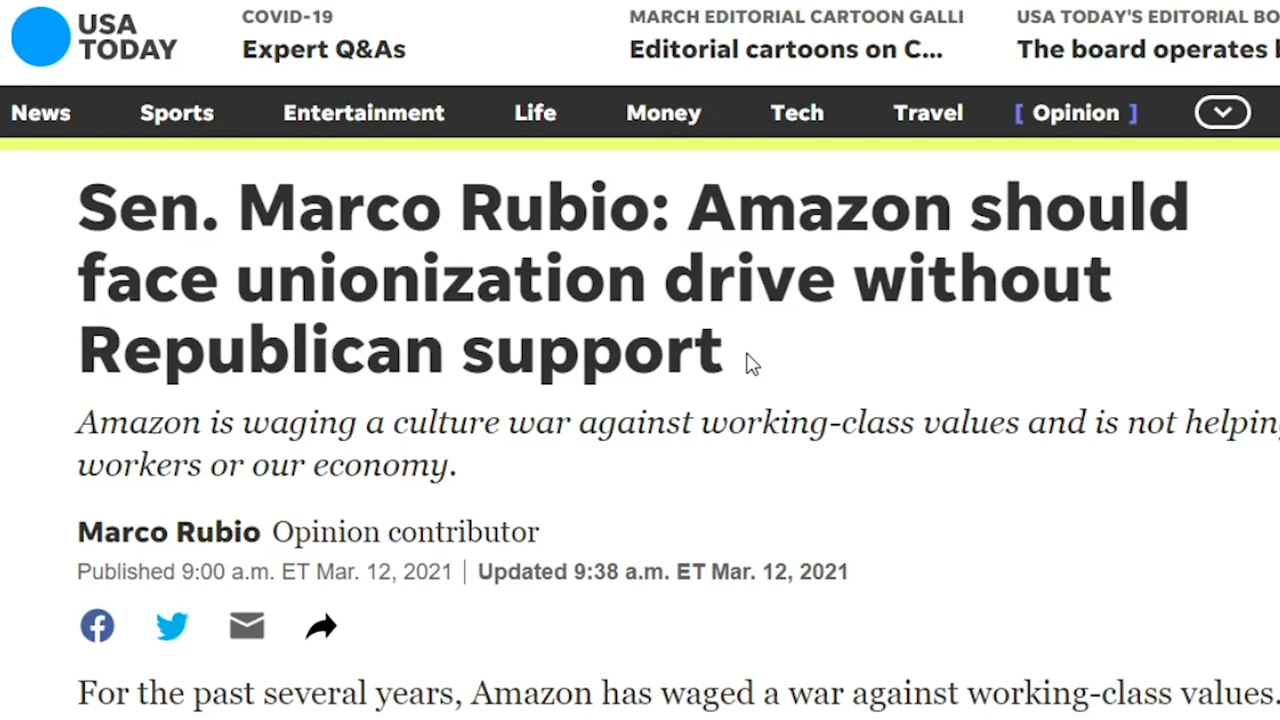 USA TODAY
COVID-19
Expert Q&As
MARCH EDITORIAL CARTOON
Editorial cartoons on C...
USA TODAY'S EDITORIAL
The board operates
News Sports Entertainment Life Money Tech Travel [ Opinion ]
Sen. Marco Rubio: Amazon should
face unionization drive without
Republican support
Amazon is waging a culture war against working-class values and is not helping
workers or our economy.
Marco Rubio Opinion contributor
Published 9:00 a.m. ET Mar. 12, 2021 | Updated 9:38 a.m. ET Mar. 12, 2021
For the past several years, Amazon has waged a war against working-class values.